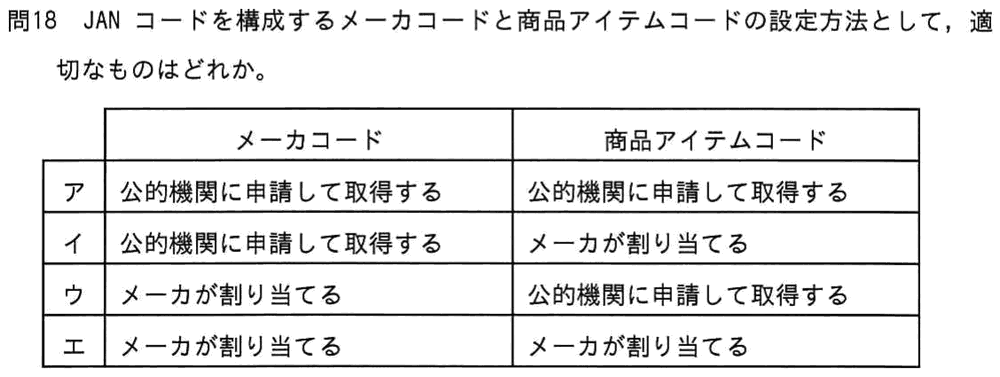 問18 JAN コードを構成するメーカコードと商品アイテムコードの設定方法として，適
切なものはどれか。
メーカコード 商品アイテムコード
ア 公的機関に申請して取得する 公的機関に申請して取得する
イ 公的機関に申請して取得する メーカが割り当てる
ウ メーカが割り当てる 公的機関に申請して取得する
エ メーカが割り当てる メーカが割り当てる